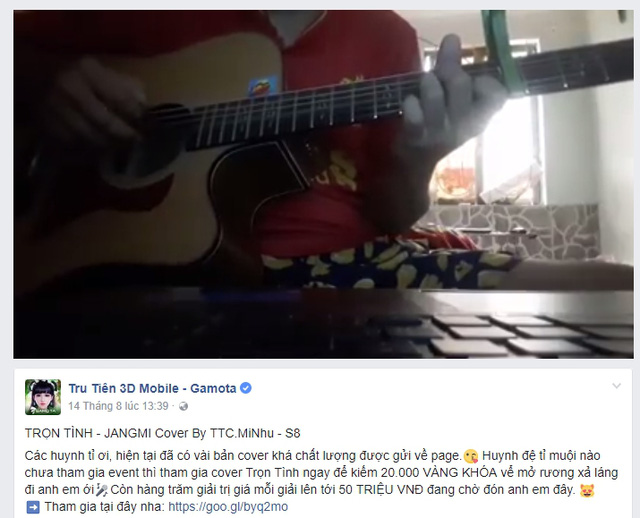 Tru Tiên 3D Mobile - Gamota
14 Tháng 8 lúc 13:39 ·
TRỌN TÌNH - JANGMI Cover By TTC.MiNhu - S8
Các huynh tỉ ơi, hiện tại đã có vài bản cover khá chất lượng được gửi về page.😘 Huynh đệ tỉ muội nào
chưa tham gia event thì tham gia cover Trọn Tình ngay để kiếm 20.000 VÀNG KHÓA về mở rương xả láng
đi anh em ới🎤 Còn hàng trăm giải trị giá mỗi giải lên tới 50 TRIỆU VNĐ đang chờ đón anh em đây. 😻
➡ Tham gia tại đây nha: https://goo.gl/byq2mo